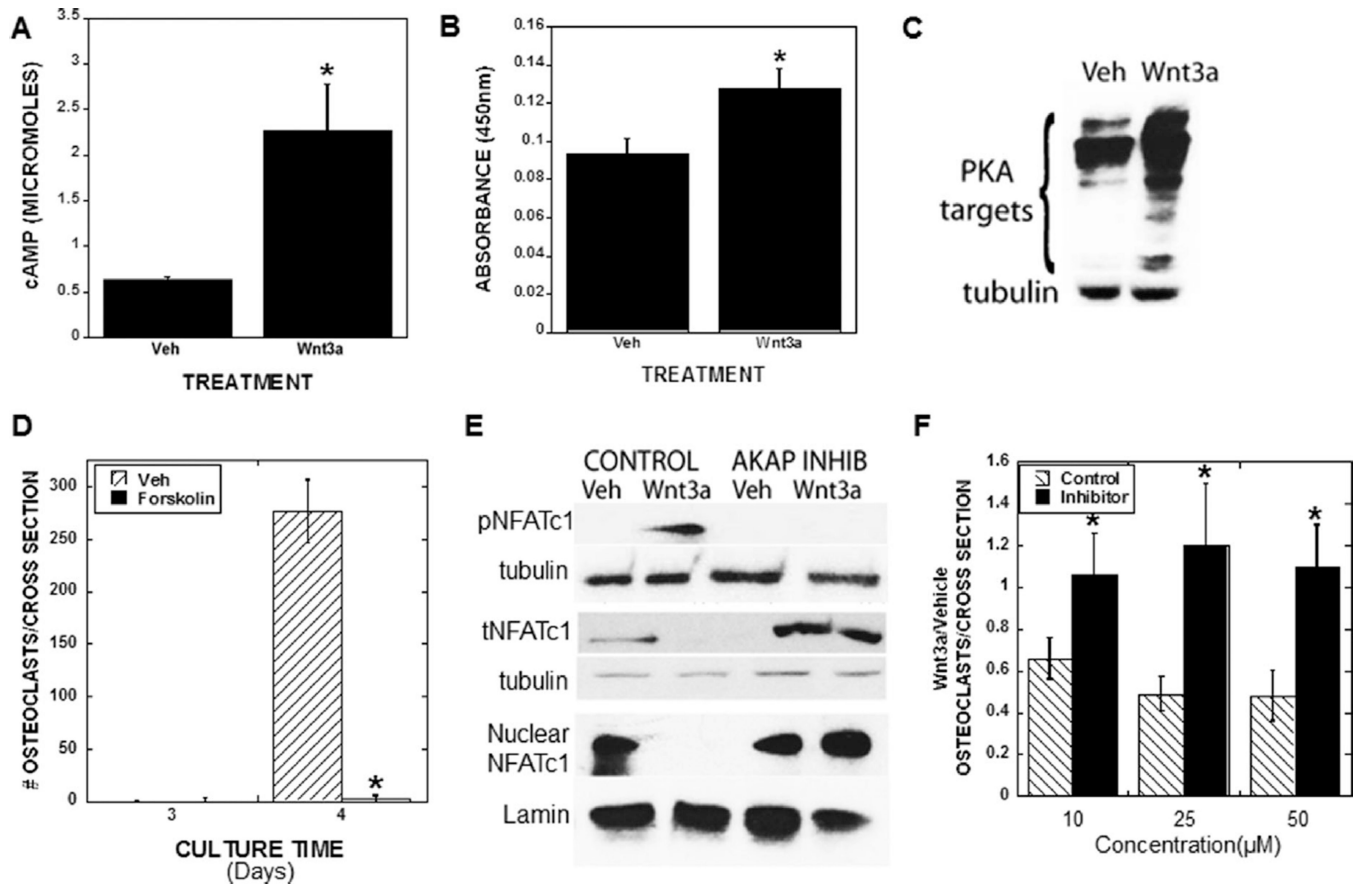 A
cAMP (MICROMOLES)
3.5
3
2.5
2
1.5
1
0.5
0
*
Veh Wnt3a
TREATMENT
B
ABSORBANCE (450nm)
0.16
0.14
0.12
0.1
0.08
0.06
0.04
0.02
0
*
Veh Wnt3a
TREATMENT
C
Veh Wnt3a
PKA
targets
tubulin
D
# OSTEOCLASTS/CROSS SECTION
Veh
Forskolin
300
250
200
150
100
50
0
*
3 4
CULTURE TIME
(Days)
E
CONTROL AKAP INHIB
Veh Wnt3a Veh Wnt3a
pNFATc1
tubulin
tNFATc1
tubulin
Nuclear
NFATc1
Lamin
F
Wnt3a/Vehicle
OSTEOCLASTS/CROSS SECTION
1.6
1.4
1.2
1
0.8
0.6
0.4
0.2
0
Control
Inhibitor
* * *
10 25 50
Concentration(µM)